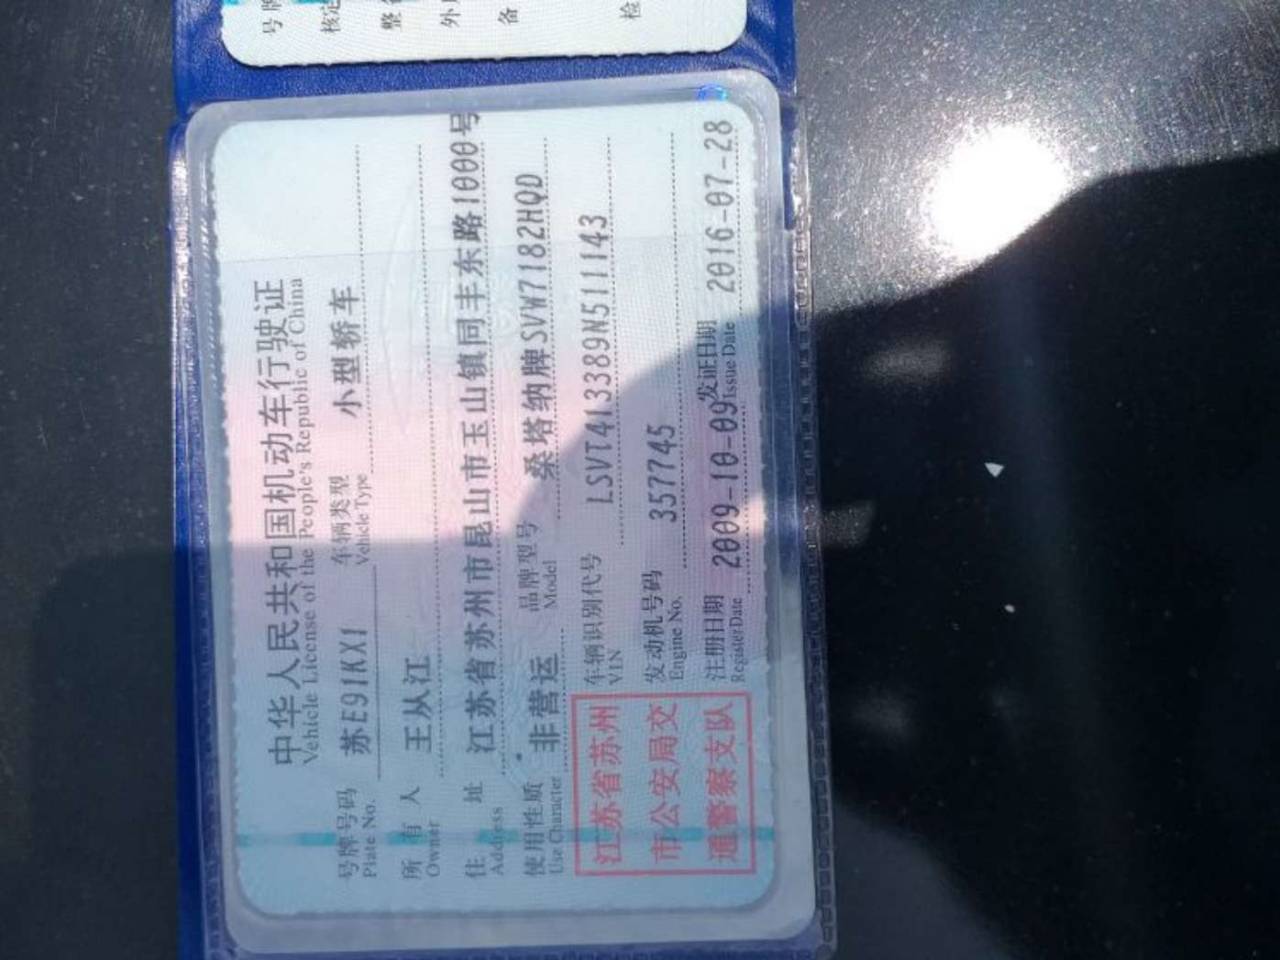 中华人民共和国机动车行驶证
Vehicle License of the People's Republic of China
号牌号码 苏E91KX1 车辆类型 小型轿车
Plate No. Vehicle Type
所有人 王从江
Owner
住址 江苏省苏州市昆山市玉山镇同丰东路1000号
Address
使用性质 非营运 品牌型号 桑塔纳牌SVW7182HQD
Use Character Model
江苏省苏州
市公安局交
通警察支队
车辆识别代号 LSVT413389N511143
VIN
发动机号码 357745
Engine No.
注册日期 2009-10-09 发证日期 2016-07-28
Register Date Issue Date
号牌
核定
整备
外
检